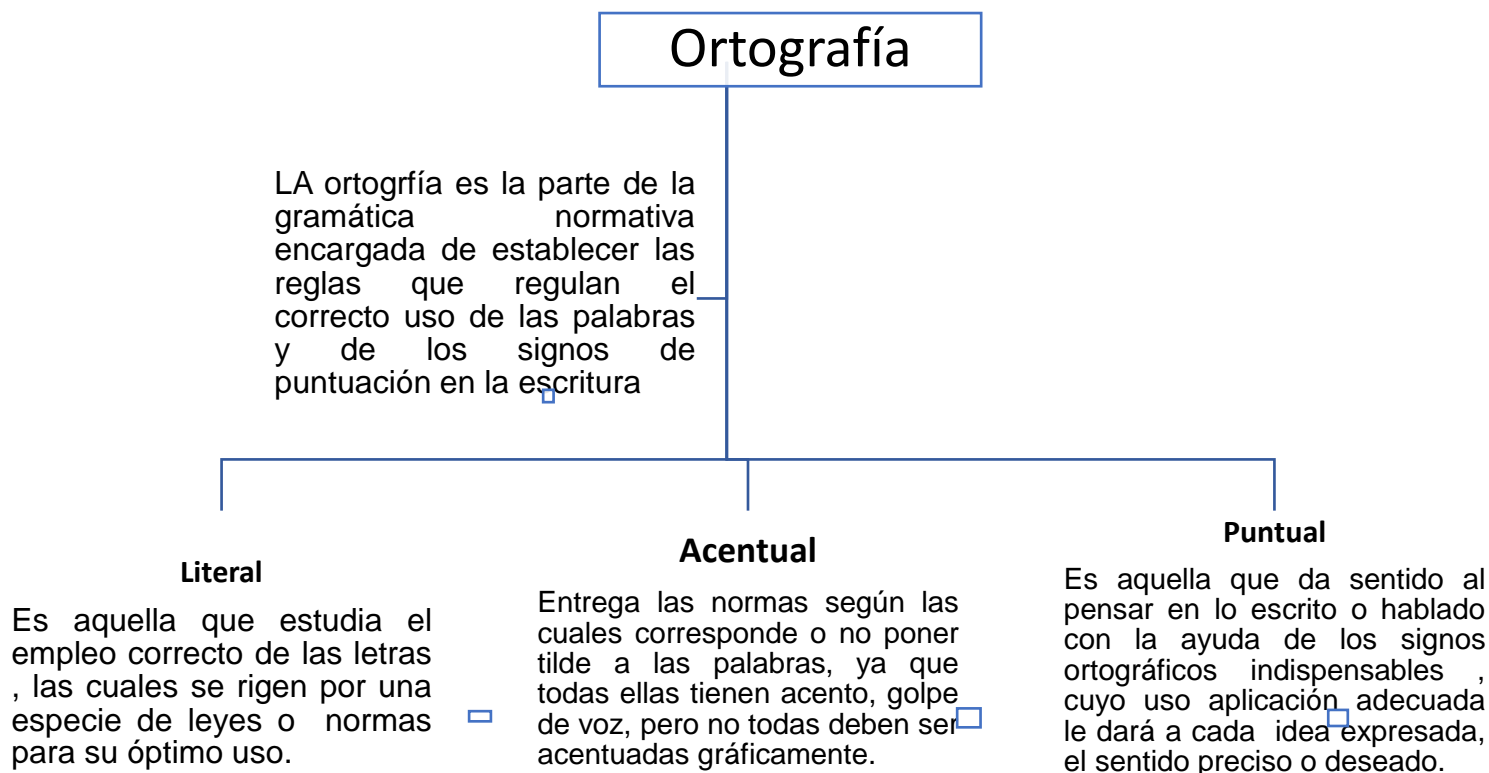 Ortografía
LA ortogrfía es la parte de la
gramática normativa
encargada de establecer las
reglas que regulan el
correcto uso de las palabras
y de los signos de
puntuación en la escritura
Literal
Es aquella que estudia el
empleo correcto de las letras
, las cuales se rigen por una
especie de leyes o normas
para su óptimo uso.
Acentual
Entrega las normas según las
cuales corresponde o no poner
tilde a las palabras, ya que
todas ellas tienen acento, golpe
de voz, pero no todas deben ser
acentuadas gráficamente.
Puntual
Es aquella que da sentido al
pensar en lo escrito o hablado
con la ayuda de los signos
ortográficos indispensables ,
cuyo uso aplicación adecuada
le dará a cada idea expresada,
el sentido preciso o deseado.